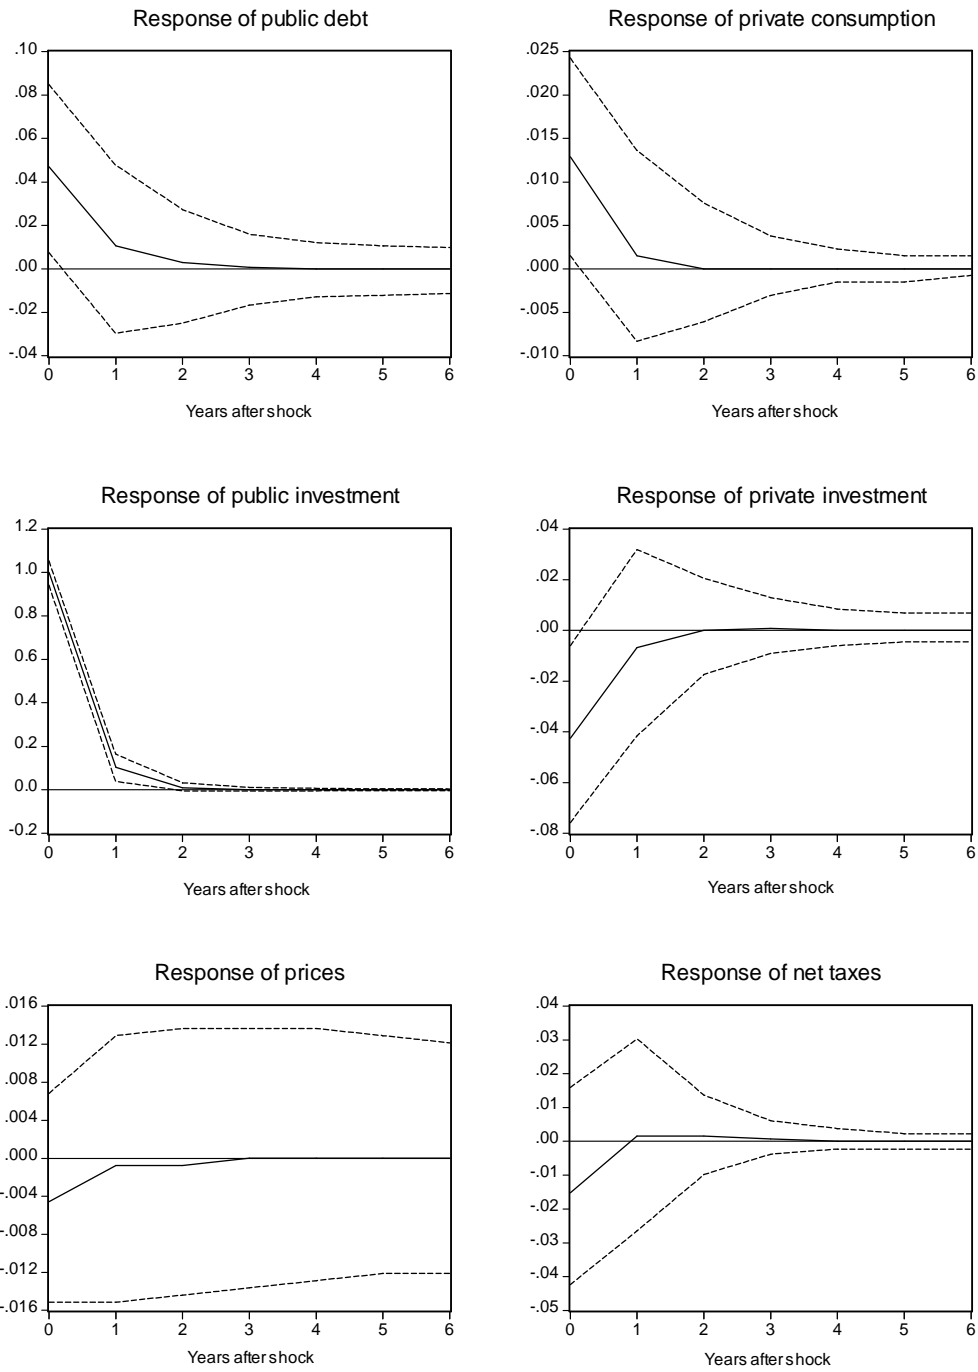 Response of public debt
.10
.08
.06
.04
.02
.00
-.02
-.04
0 1 2 3 4 5 6
Years after shock
Response of private consumption
.025
.020
.015
.010
.005
.000
-.005
-.010
0 1 2 3 4 5 6
Years after shock
Response of public investment
1.2
1.0
0.8
0.6
0.4
0.2
0.0
-0.2
0 1 2 3 4 5 6
Years after shock
Response of private investment
.04
.02
.00
-.02
-.04
-.06
-.08
0 1 2 3 4 5 6
Years after shock
Response of prices
.016
.012
.008
.004
.000
-.004
-.008
-.012
-.016
0 1 2 3 4 5 6
Years after shock
Response of net taxes
.04
.03
.02
.01
.00
-.01
-.02
-.03
-.04
-.05
0 1 2 3 4 5 6
Years after shock